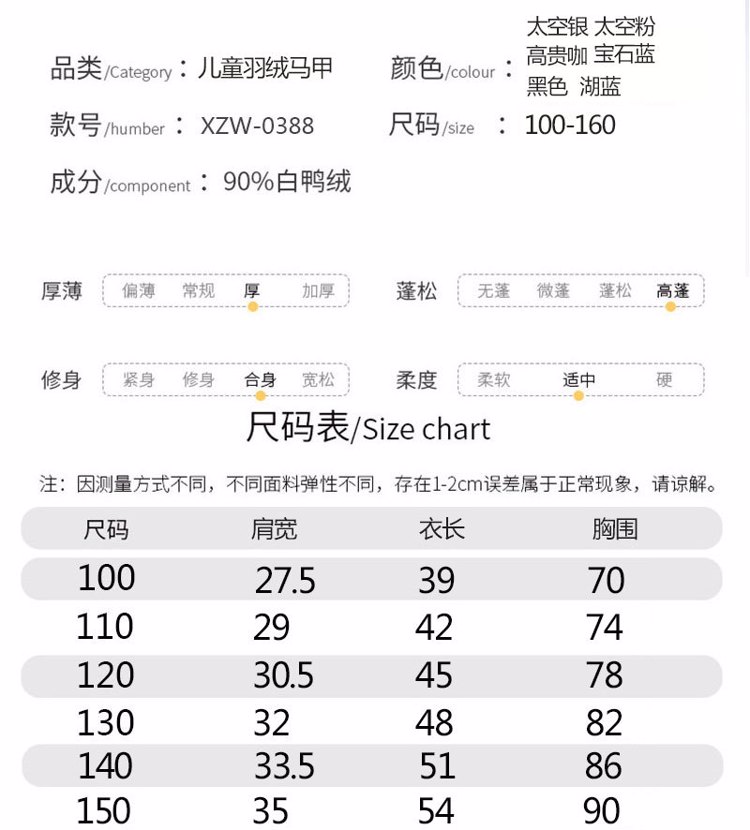 太空银 太空粉
品类/Category ： 儿童羽绒马甲 颜色/colour ： 高贵咖 宝石蓝
黑色 湖蓝
款号/humber ： XZW-0388 尺码/size ： 100-160
成分/component ： 90%白鸭绒
厚薄 偏薄 常规 厚 加厚 蓬松 无蓬 微蓬 蓬松 高蓬
修身 紧身 修身 合身 宽松 柔度 柔软 适中 硬
尺码表/Size chart
注：因测量方式不同，不同面料弹性不同，存在1-2cm误差属于正常现象，请谅解。
尺码 肩宽 衣长 胸围
100 27.5 39 70
110 29 42 74
120 30.5 45 78
130 32 48 82
140 33.5 51 86
150 35 54 90